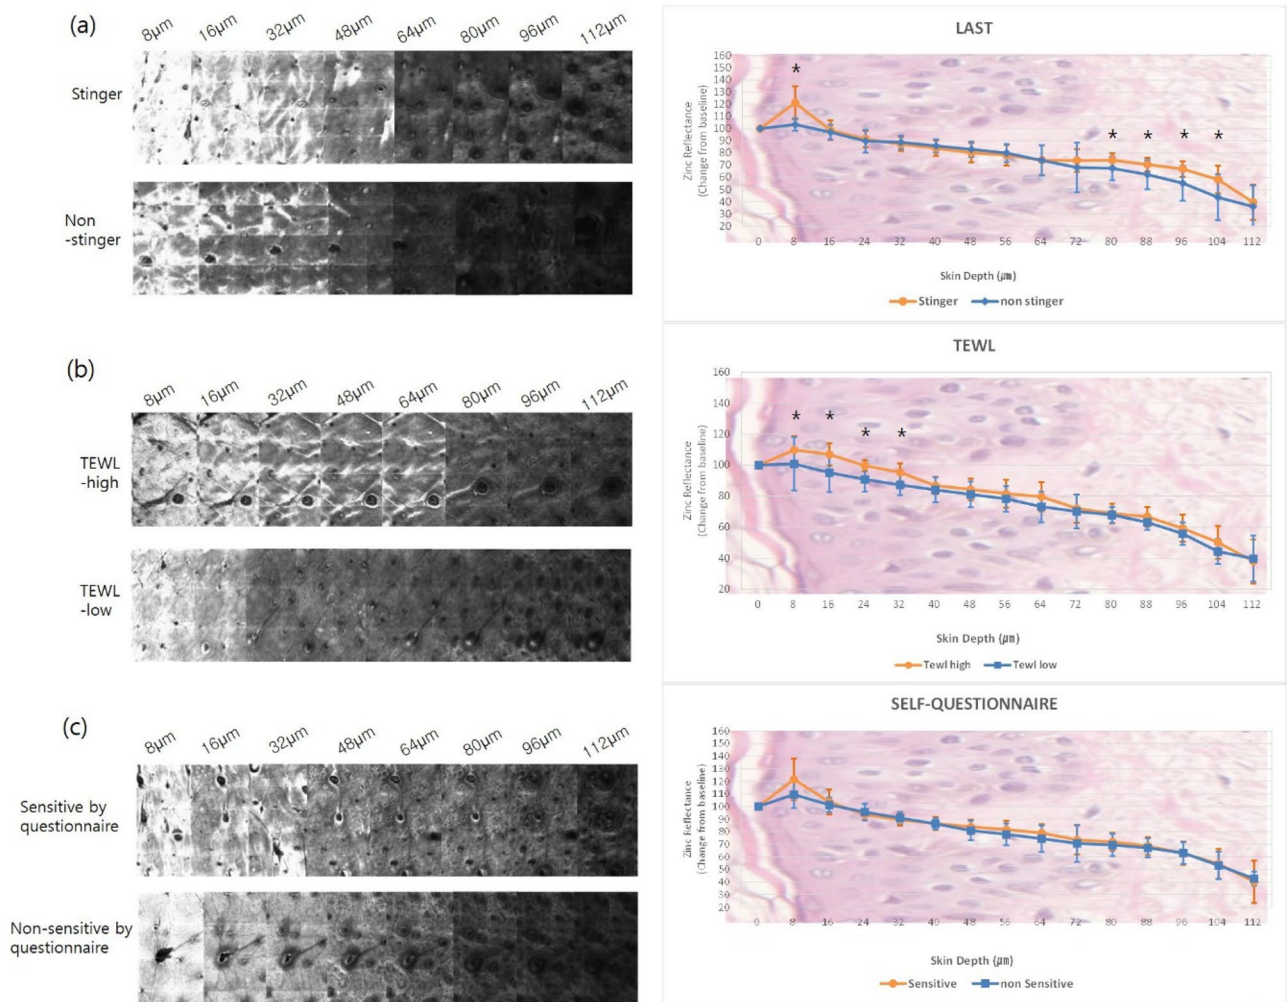 (a)
8μm 16μm 32μm 48μm 64μm 80μm 96μm 112μm
Stinger
Non
-stinger
LAST
Zinc Reflectance
(Change from baseline)
160
150
140
130
120
110
100
90
80
70
60
50
40
30
20
* * * * *
0 8 16 24 32 40 48 56 64 72 80 88 96 104 112
Skin Depth (㎛)
Stinger non stinger
(b)
8μm 16μm 32μm 48μm 64μm 80μm 96μm 112μm
TEWL
-high
TEWL
-low
TEWL
Zinc Reflectance
(Change from baseline)
160
140
120
100
80
60
40
20
* * * *
0 8 16 24 32 40 48 56 64 72 80 88 96 104 112
Skin Depth (㎛)
Tewl high Tewl low
(c)
8μm 16μm 32μm 48μm 64μm 80μm 96μm 112μm
Sensitive by
questionnaire
Non-sensitive by
questionnaire
SELF-QUESTIONNAIRE
Zinc Reflectance
(Change from baseline)
160
150
140
130
120
110
100
90
80
70
60
50
40
30
20
0 8 16 24 32 40 48 56 64 72 80 88 96 104 112
Skin Depth (㎛)
Sensitive non Sensitive